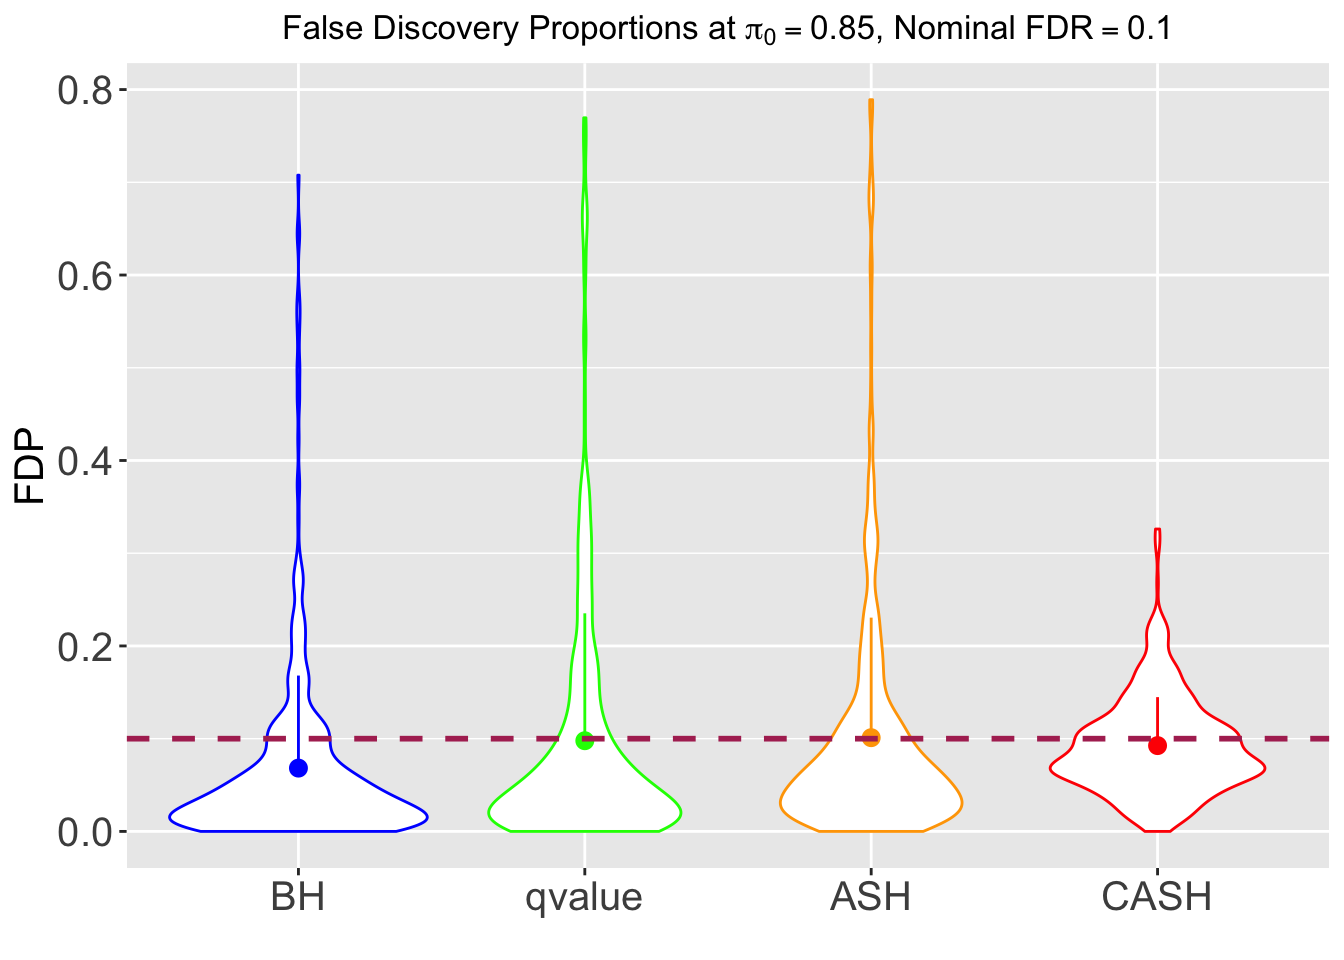 False Discovery Proportions at π₀ = 0.85, Nominal FDR = 0.1
0.8
0.6
0.4
0.2
0.0
FDP
BH qvalue ASH CASH